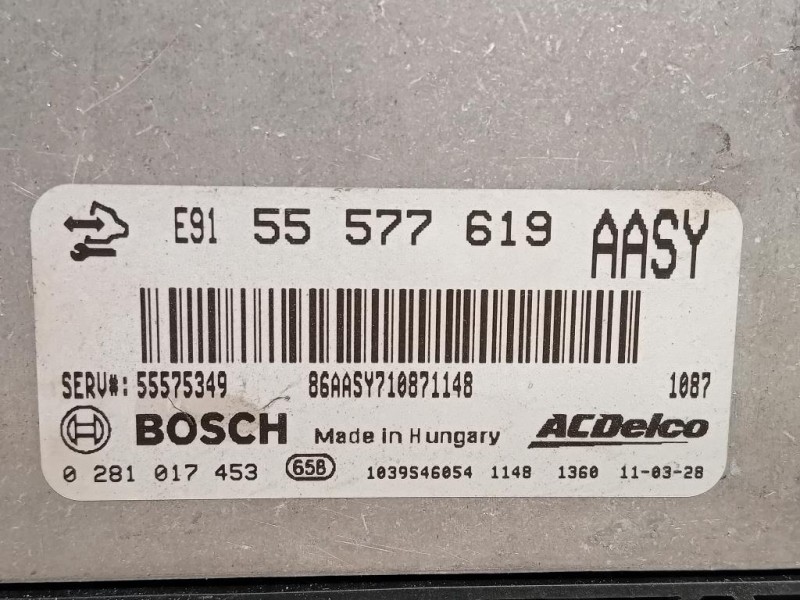 E91 55 577 619 AASY
SERV#: 55575349 86AASY710871148 1087
BOSCH Made in Hungary ACDelco
0 281 017 453 658 1039S46054 1148 1360 11-03-28